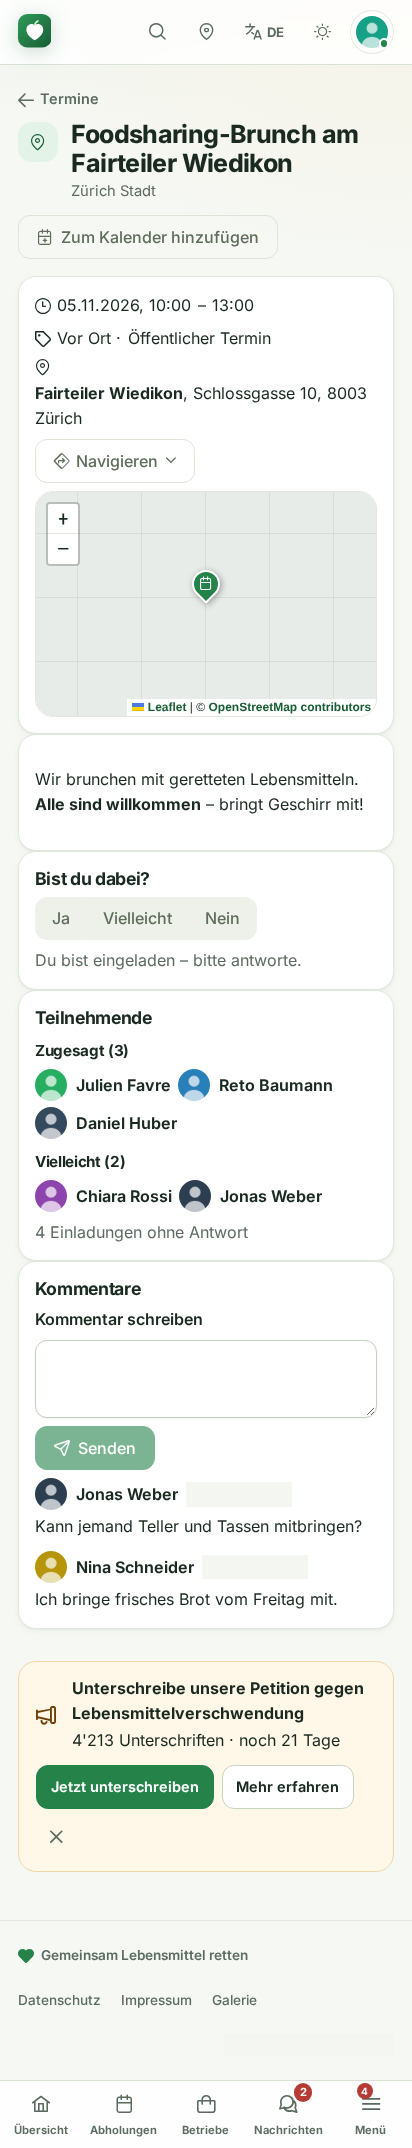 DE
Termine
Foodsharing-Brunch am
Fairteiler Wiedikon
Zürich Stadt
Zum Kalender hinzufügen
05.11.2026, 10:00 – 13:00
Vor Ort · Öffentlicher Termin
Fairteiler Wiedikon, Schlossgasse 10, 8003
Zürich
Navigieren
+
−
Leaflet | © OpenStreetMap contributors
Wir brunchen mit geretteten Lebensmitteln.
Alle sind willkommen – bringt Geschirr mit!
Bist du dabei?
Ja Vielleicht Nein
Du bist eingeladen – bitte antworte.
Teilnehmende
Zugesagt (3)
Julien Favre Reto Baumann
Daniel Huber
Vielleicht (2)
Chiara Rossi Jonas Weber
4 Einladungen ohne Antwort
Kommentare
Kommentar schreiben
Senden
Jonas Weber
Kann jemand Teller und Tassen mitbringen?
Nina Schneider
Ich bringe frisches Brot vom Freitag mit.
Unterschreibe unsere Petition gegen
Lebensmittelverschwendung
4'213 Unterschriften · noch 21 Tage
Jetzt unterschreiben Mehr erfahren
Gemeinsam Lebensmittel retten
Datenschutz Impressum Galerie
2 4
Übersicht Abholungen Betriebe Nachrichten Menü